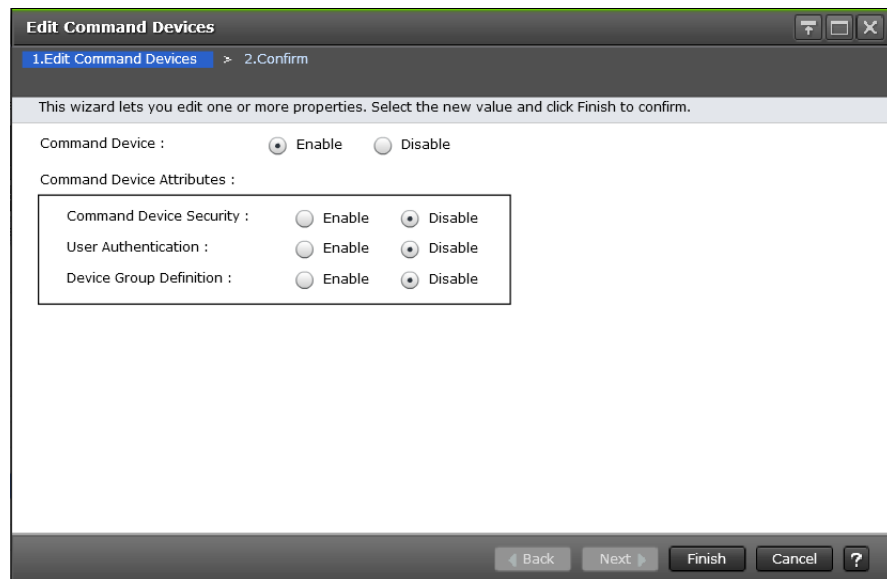 Edit Command Devices
1.Edit Command Devices > 2.Confirm
This wizard lets you edit one or more properties. Select the new value and click Finish to confirm.
Command Device : Enable Disable
Command Device Attributes :
Command Device Security : Enable Disable
User Authentication : Enable Disable
Device Group Definition : Enable Disable
Back Next Finish Cancel ?